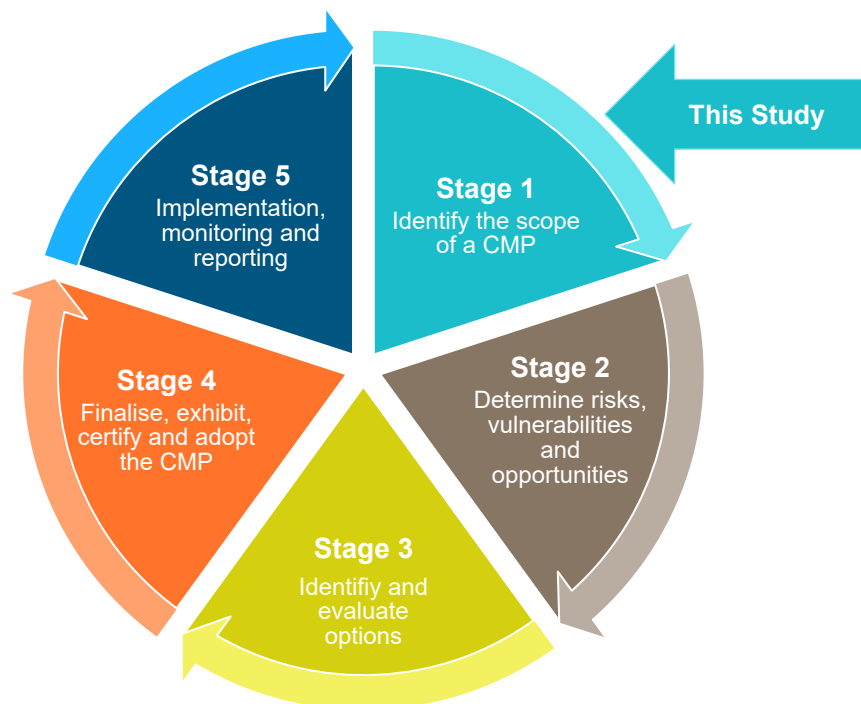 This Study
Stage 1
Identify the scope
of a CMP
Stage 2
Determine risks,
vulnerabilities
and
opportunities
Stage 3
Identifiy and
evaluate
options
Stage 4
Finalise, exhibit,
certify and adopt
the CMP
Stage 5
Implementation,
monitoring and
reporting